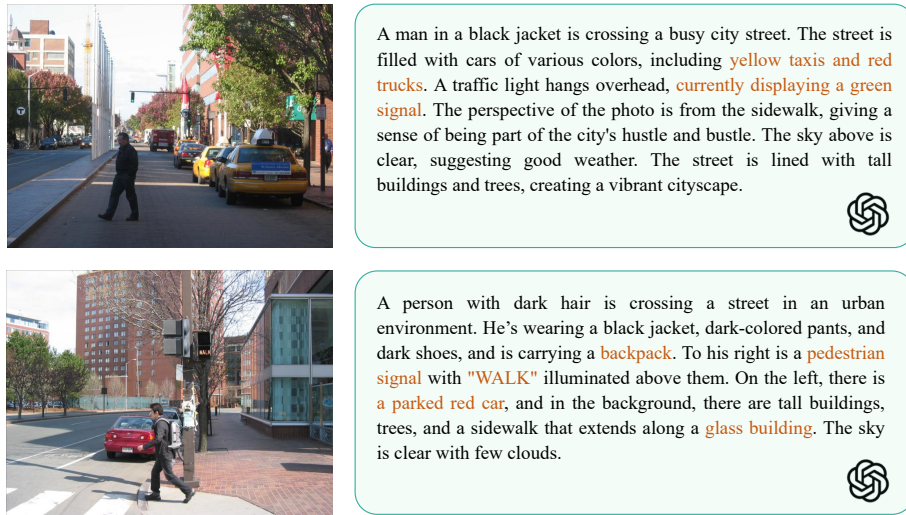 A man in a black jacket is crossing a busy city street. The street is
filled with cars of various colors, including yellow taxis and red
trucks. A traffic light hangs overhead, currently displaying a green
signal. The perspective of the photo is from the sidewalk, giving a
sense of being part of the city's hustle and bustle. The sky above is
clear, suggesting good weather. The street is lined with tall
buildings and trees, creating a vibrant cityscape.
WALK
A person with dark hair is crossing a street in an urban
environment. He's wearing a black jacket, dark-colored pants, and
dark shoes, and is carrying a backpack. To his right is a pedestrian
signal with "WALK" illuminated above them. On the left, there is
a parked red car, and in the background, there are tall buildings,
trees, and a sidewalk that extends along a glass building. The sky
is clear with few clouds.